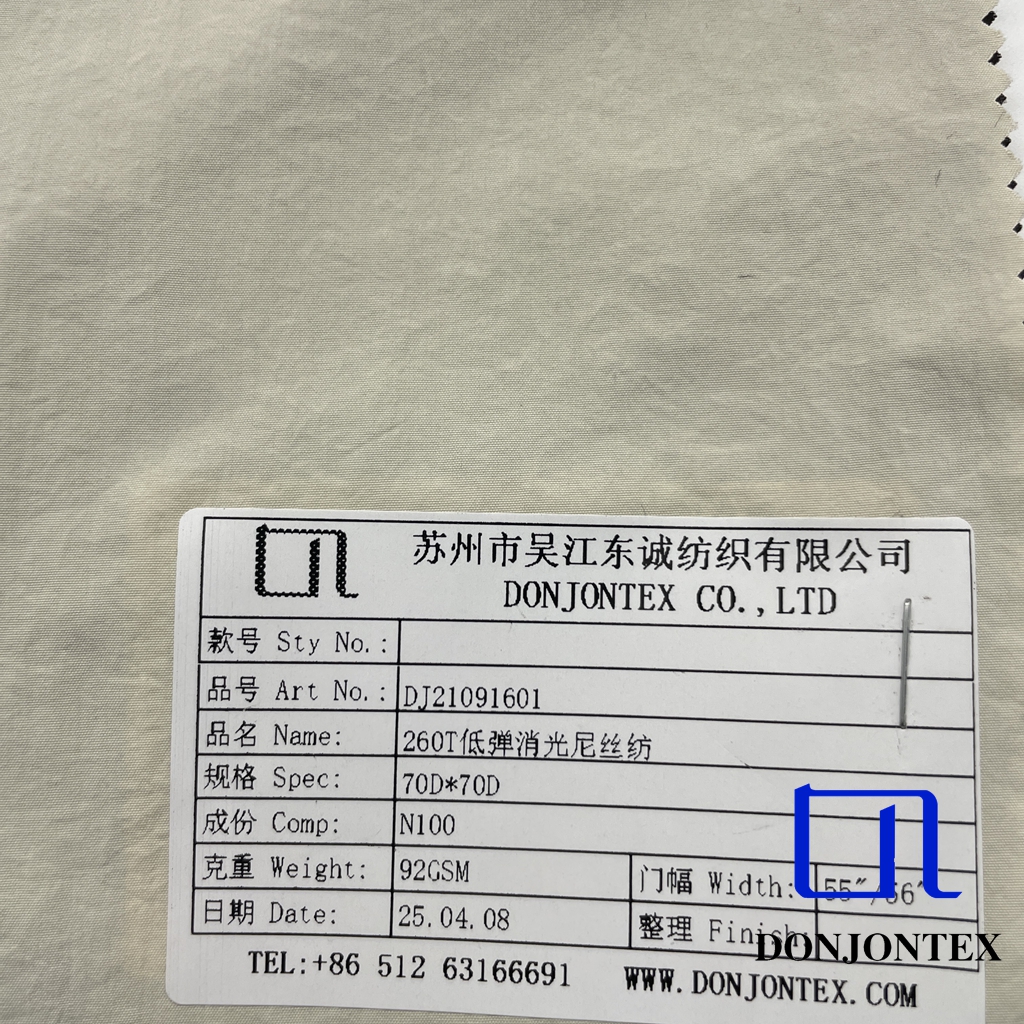 苏州市吴江东诚纺织有限公司
DONJONTEX CO.,LTD
款号 Sty No.:
品号 Art No.: DJ21091601
品名 Name: 260T低弹消光尼丝纺
规格 Spec: 70D*70D
成份 Comp: N100
克重 Weight: 92GSM 门幅 Width: 55"/56"
日期 Date: 25.04.08 整理 Finish:
TEL:+86 512 63166691 WWW.DONJONTEX.COM
DONJONTEX